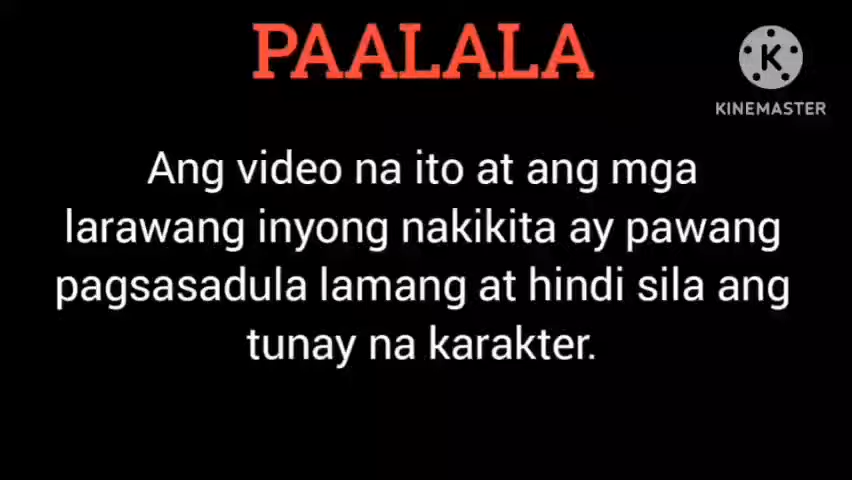 PAALALA
K
KINEMASTER
Ang video na ito at ang mga
larawang inyong nakikita ay pawang
pagsasadula lamang at hindi sila ang
tunay na karakter.